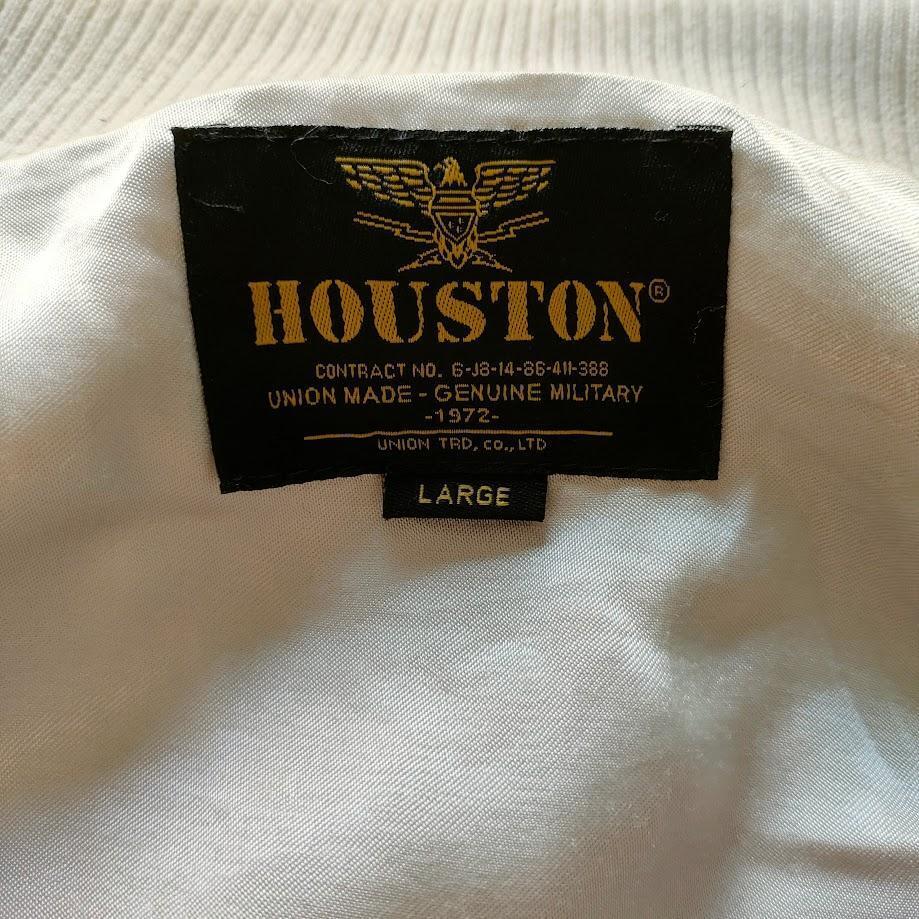 HOUSTON®
CONTRACT NO. 6-J8-14-86-411-388
UNION MADE - GENUINE MILITARY
-1972-
UNION TRD, co.,LTD
LARGE